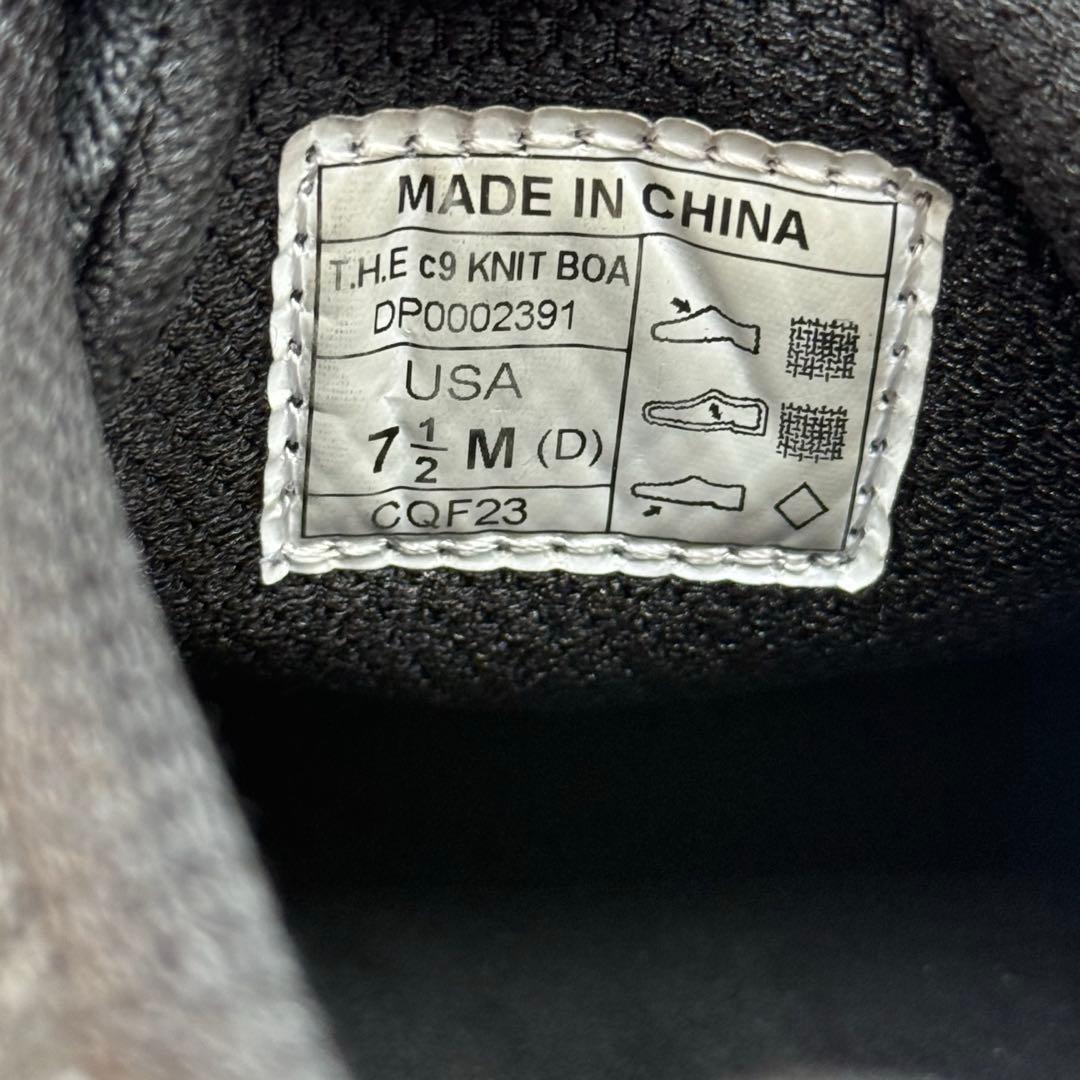 MADE IN CHINA
T.H.E c9 KNIT BOA
DP0002391
USA
7 1/2 M (D)
CQF23